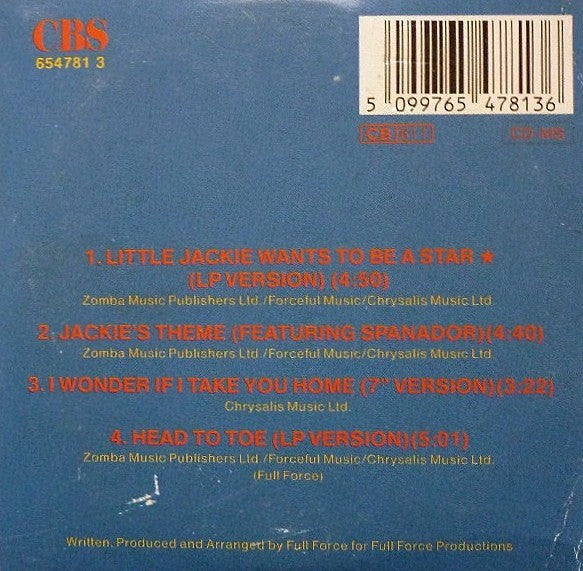 CBS
654781 3
5 099765 478136
CB 611
CD MS
1. LITTLE JACKIE WANTS TO BE A STAR ★
(LP VERSION) (4:50)
Zomba Music Publishers Ltd./Forceful Music/Chrysalis Music Ltd.
2. JACKIE'S THEME (FEATURING SPANADOR)(4:40)
Zomba Music Publishers Ltd./Forceful Music/Chrysalis Music Ltd.
3. I WONDER IF I TAKE YOU HOME (7" VERSION)(3:22)
Chrysalis Music Ltd.
4. HEAD TO TOE (LP VERSION)(5:01)
Zomba Music Publishers Ltd./Forceful Music/Chrysalis Music Ltd.
(Full Force)
Written, Produced and Arranged by Full Force for Full Force Productions